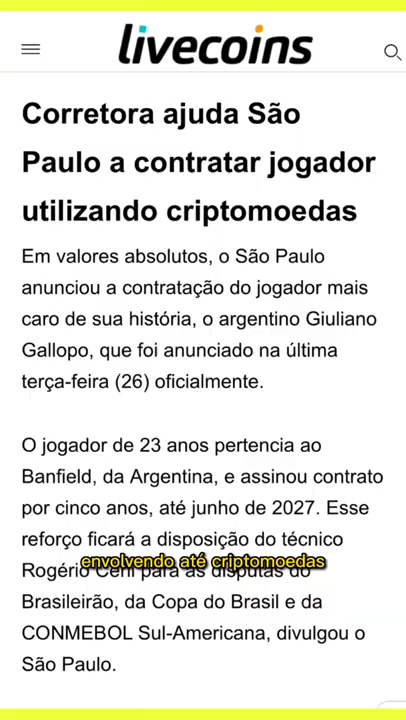 livecoins
Corretora ajuda São
Paulo a contratar jogador
utilizando criptomoedas
Em valores absolutos, o São Paulo
anunciou a contratação do jogador mais
caro de sua história, o argentino Giuliano
Gallopo, que foi anunciado na última
terça-feira (26) oficialmente.
O jogador de 23 anos pertencia ao
Banfield, da Argentina, e assinou contrato
por cinco anos, até junho de 2027. Esse
reforço ficará a disposição do técnico
envolvendo até criptomoedas
Rogério Ceni para as disputas do
Brasileirão, da Copa do Brasil e da
CONMEBOL Sul-Americana, divulgou o
São Paulo.